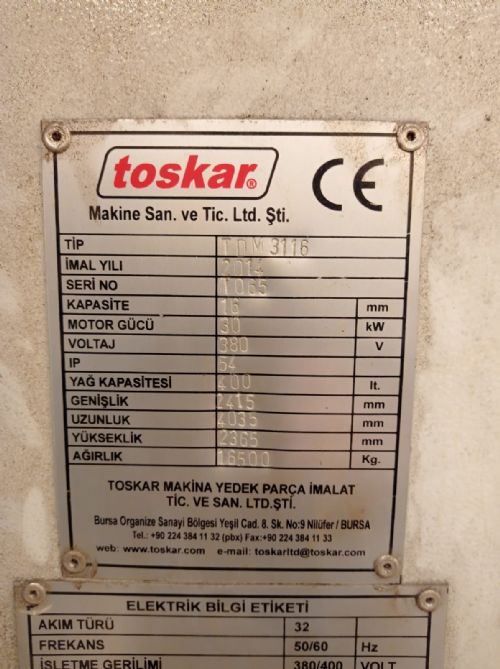 toskar®
CE
Makine San. ve Tic. Ltd. Şti.
TİP TDM 3116
İMAL YILI 2014
SERİ NO 1065
KAPASİTE 16 mm
MOTOR GÜCÜ 30 kW
VOLTAJ 380 V
IP 54
YAĞ KAPASİTESİ 400 lt.
GENİŞLİK 2415 mm
UZUNLUK 4035 mm
YÜKSEKLİK 2365 mm
AĞIRLIK 16500 Kg.
TOSKAR MAKİNA YEDEK PARÇA İMALAT
TİC. VE SAN. LTD.ŞTİ.
Bursa Organize Sanayi Bölgesi Yeşil Cad. 8. Sk. No:9 Nilüfer / BURSA
Tel.: +90 224 384 11 32 (pbx) Fax:+90 224 384 11 33
web: www.toskar.com e-mail: toskarltd@toskar.com
ELEKTRİK BİLGİ ETİKETİ
AKIM TÜRÜ 32
FREKANS 50/60 Hz
İŞLETME GERİLİMİ 380/400 VOLT